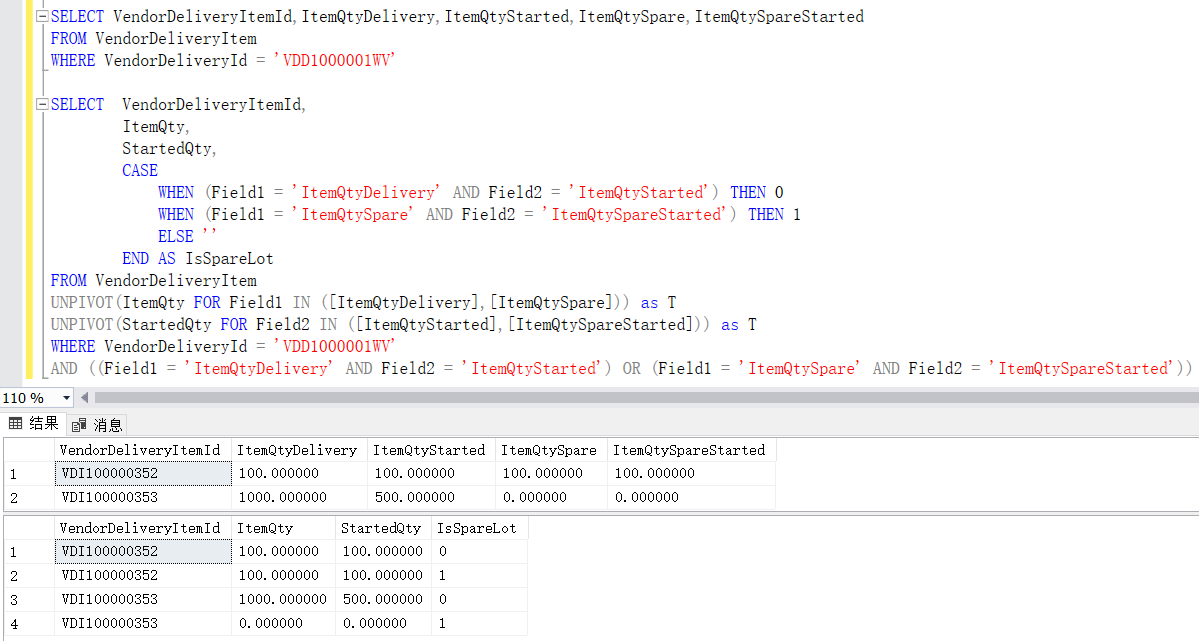 SELECT VendorDeliveryItemId,ItemQtyDelivery,ItemQtyStarted,ItemQtySpare,ItemQtySpareStarted
FROM VendorDeliveryItem
WHERE VendorDeliveryId = 'VDD1000001WV'
SELECT VendorDeliveryItemId,
ItemQty,
StartedQty,
CASE
WHEN (Field1 = 'ItemQtyDelivery' AND Field2 = 'ItemQtyStarted') THEN 0
WHEN (Field1 = 'ItemQtySpare' AND Field2 = 'ItemQtySpareStarted') THEN 1
ELSE ''
END AS IsSpareLot
FROM VendorDeliveryItem
UNPIVOT(ItemQty FOR Field1 IN ([ItemQtyDelivery],[ItemQtySpare])) as T
UNPIVOT(StartedQty FOR Field2 IN ([ItemQtyStarted],[ItemQtySpareStarted])) as T
WHERE VendorDeliveryId = 'VDD1000001WV'
AND ((Field1 = 'ItemQtyDelivery' AND Field2 = 'ItemQtyStarted') OR (Field1 = 'ItemQtySpare' AND Field2 = 'ItemQtySpareStarted'))
110 %
结果 消息
VendorDeliveryItemId ItemQtyDelivery ItemQtyStarted ItemQtySpare ItemQtySpareStarted
1 VDI100000352 100.000000 100.000000 100.000000 100.000000
2 VDI100000353 1000.000000 500.000000 0.000000 0.000000
VendorDeliveryItemId ItemQty StartedQty IsSpareLot
1 VDI100000352 100.000000 100.000000 0
2 VDI100000352 100.000000 100.000000 1
3 VDI100000353 1000.000000 500.000000 0
4 VDI100000353 0.000000 0.000000 1